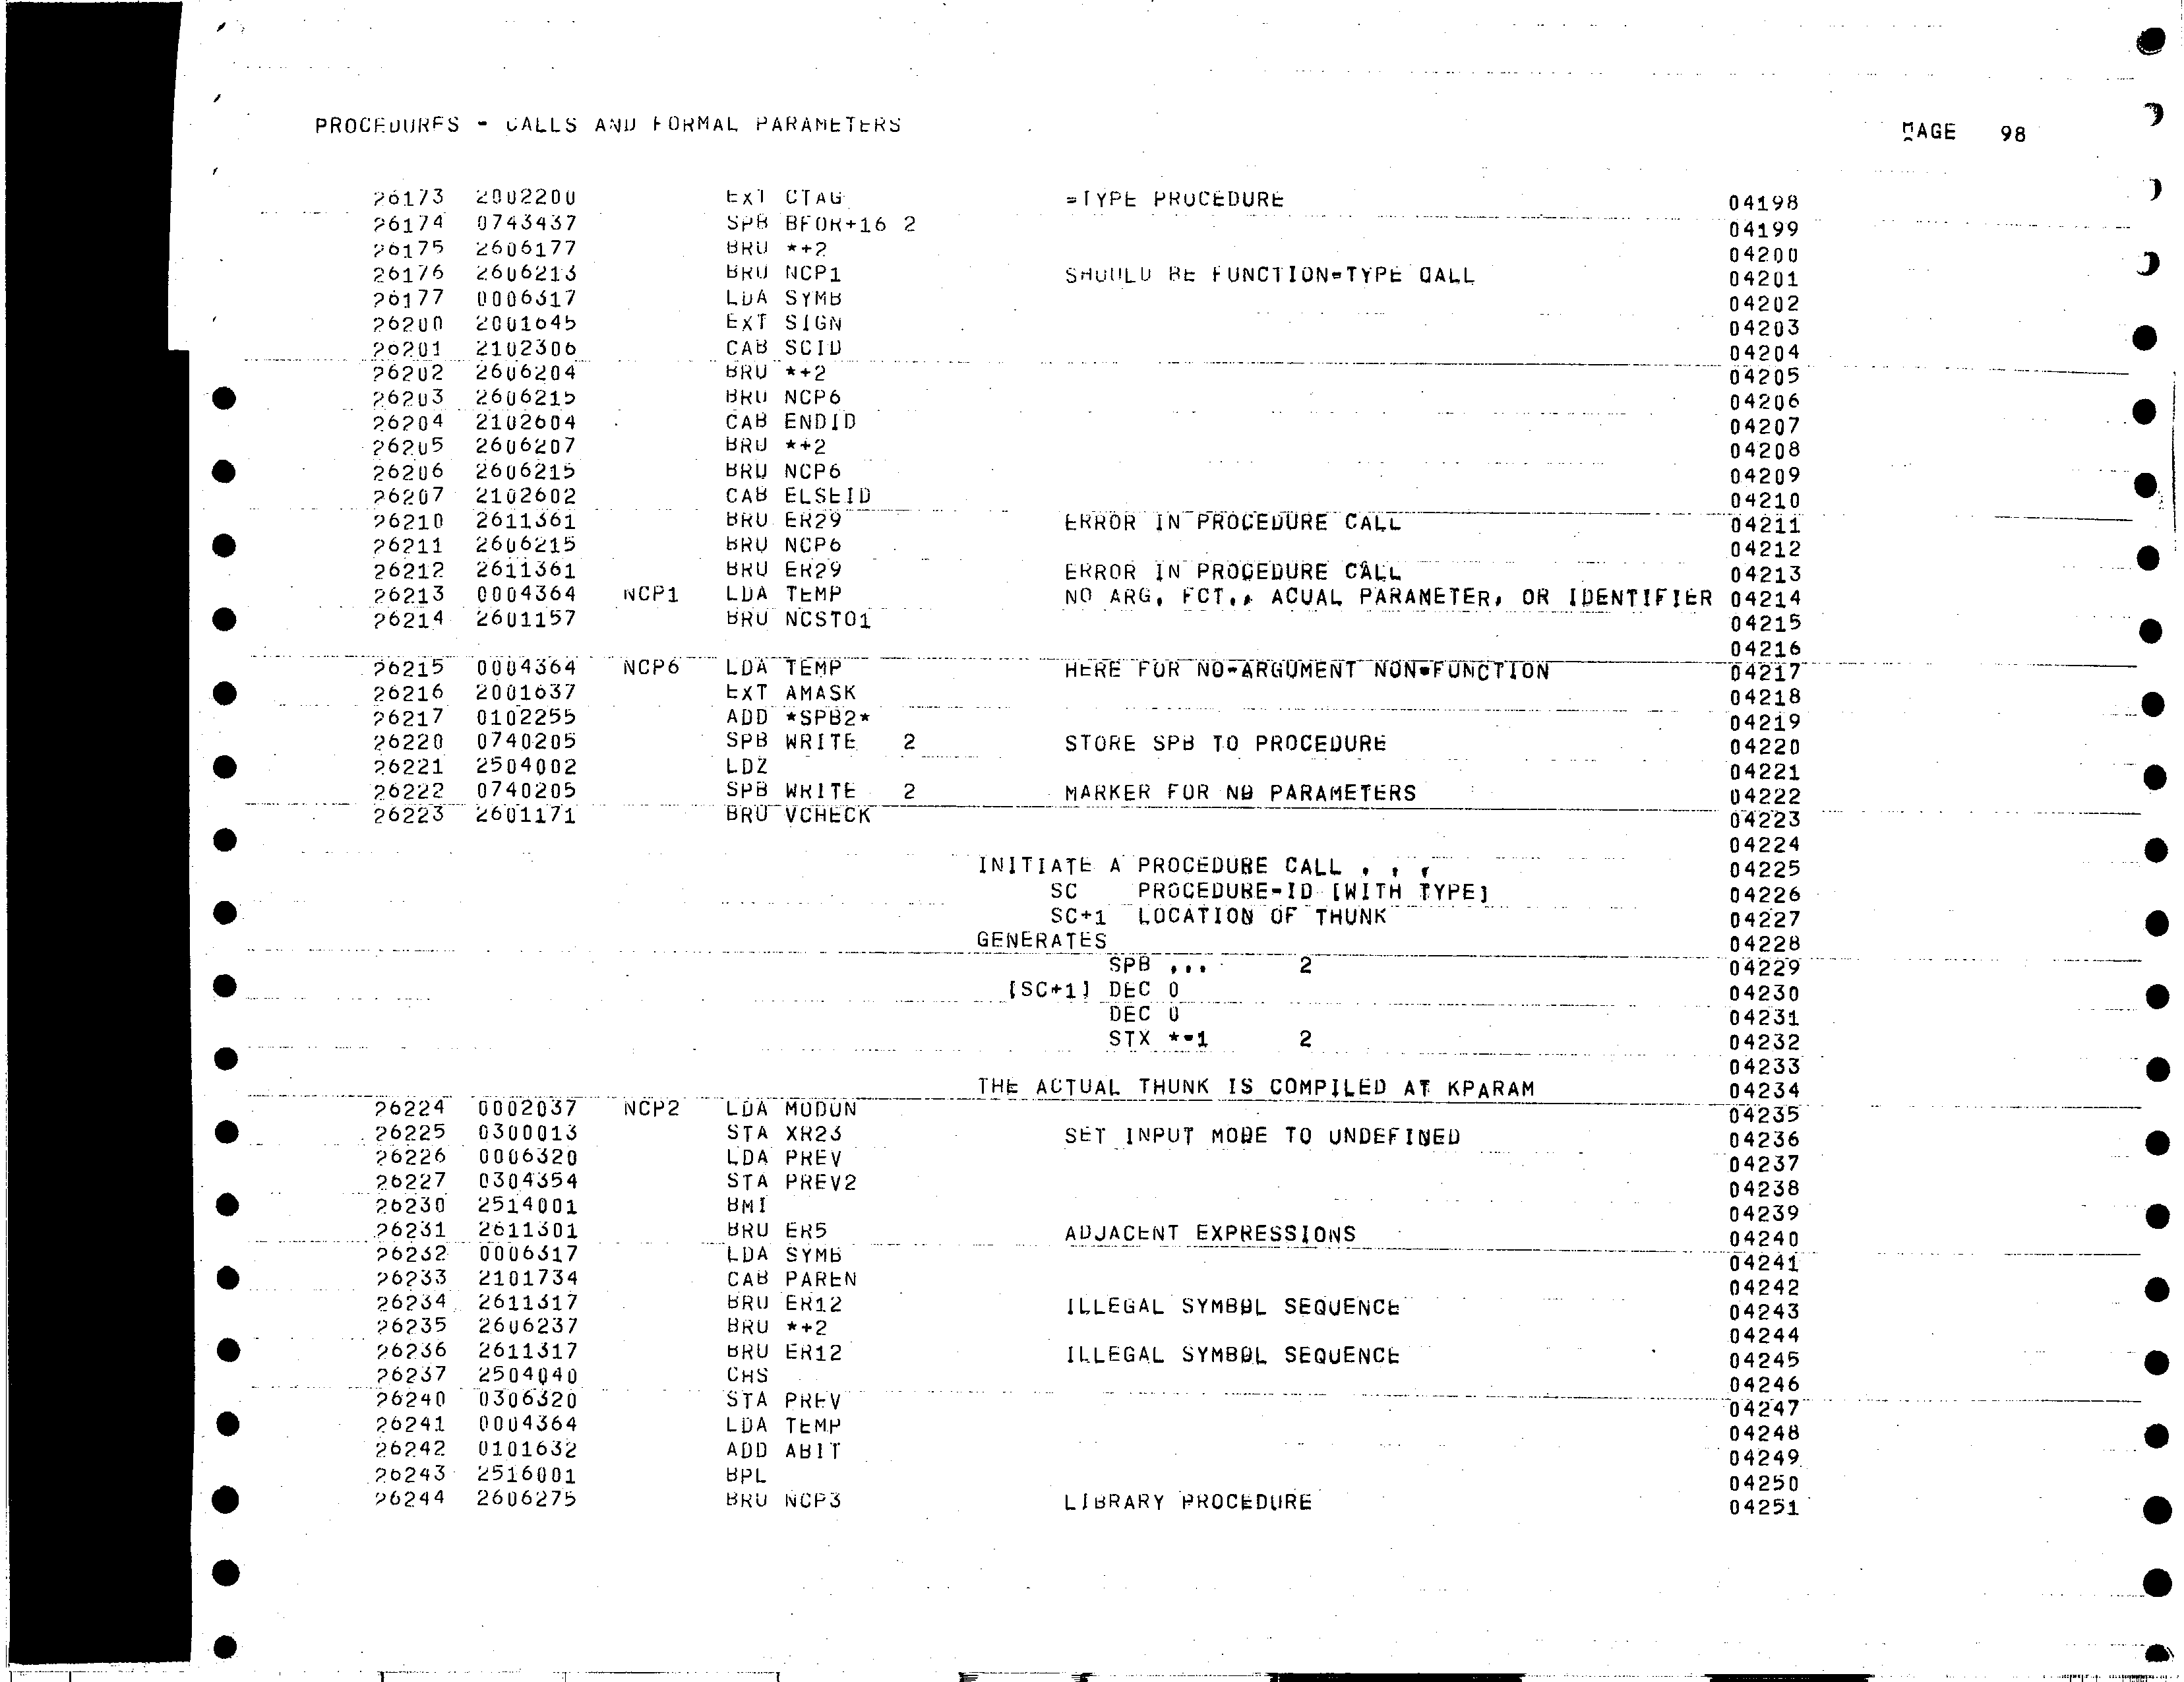 PROCEDURES - CALLS AND FORMAL PARAMETERS PAGE 98
26173 2002200 EXT CTAG =TYPE PROCEDURE 04198
26174 0743437 SPB BFOR+16 2 04199
26175 2606177 BRU *+2 04200
26176 2606213 BRU NCP1 SHOULD BE FUNCTION=TYPE CALL 04201
26177 0006317 LDA SYMB 04202
26200 2001645 EXT SIGN 04203
26201 2102306 CAB SCID 04204
26202 2606204 BRU *+2 04205
26203 2606215 BRU NCP6 04206
26204 2102604 CAB ENDID 04207
26205 2606207 BRU *+2 04208
26206 2606215 BRU NCP6 04209
26207 2102602 CAB ELSEID 04210
26210 2611361 BRU ER29 ERROR IN PROCEDURE CALL 04211
26211 2606215 BRU NCP6 04212
26212 2611361 BRU ER29 ERROR IN PROCEDURE CALL 04213
26213 0004364 NCP1 LDA TEMP NO ARG, FCT., ACUAL PARAMETER, OR IDENTIFIER 04214
26214 2601157 BRU NCSTO1 04215
04216
26215 0004364 NCP6 LDA TEMP HERE FOR NO-ARGUMENT NON=FUNCTION 04217
26216 2001637 EXT AMASK 04218
26217 0102255 ADD *SPB2* 04219
26220 0740205 SPB WRITE 2 STORE SPB TO PROCEDURE 04220
26221 2504002 LDZ 04221
26222 0740205 SPB WRITE 2 MARKER FOR NO PARAMETERS 04222
26223 2601171 BRU VCHECK 04223
04224
INITIATE A PROCEDURE CALL , , , 04225
SC PROCEDURE-ID [WITH TYPE] 04226
SC+1 LOCATION OF THUNK 04227
GENERATES 04228
SPB ... 2 04229
[SC+1] DEC 0 04230
DEC 0 04231
STX *-1 2 04232
04233
THE ACTUAL THUNK IS COMPILED AT KPARAM 04234
26224 0002037 NCP2 LDA MODUN 04235
26225 0300013 STA XR23 SET INPUT MODE TO UNDEFINED 04236
26226 0006320 LDA PREV 04237
26227 0304354 STA PREV2 04238
26230 2514001 BMI 04239
26231 2611301 BRU ER5 ADJACENT EXPRESSIONS 04240
26232 0006317 LDA SYMB 04241
26233 2101734 CAB PAREN 04242
26234 2611317 BRU ER12 ILLEGAL SYMBOL SEQUENCE 04243
26235 2606237 BRU *+2 04244
26236 2611317 BRU ER12 ILLEGAL SYMBOL SEQUENCE 04245
26237 2504040 CHS 04246
26240 0306320 STA PREV 04247
26241 0004364 LDA TEMP 04248
26242 0101632 ADD ABIT 04249
26243 2516001 BPL 04250
26244 2606275 BRU NCP3 LIBRARY PROCEDURE 04251